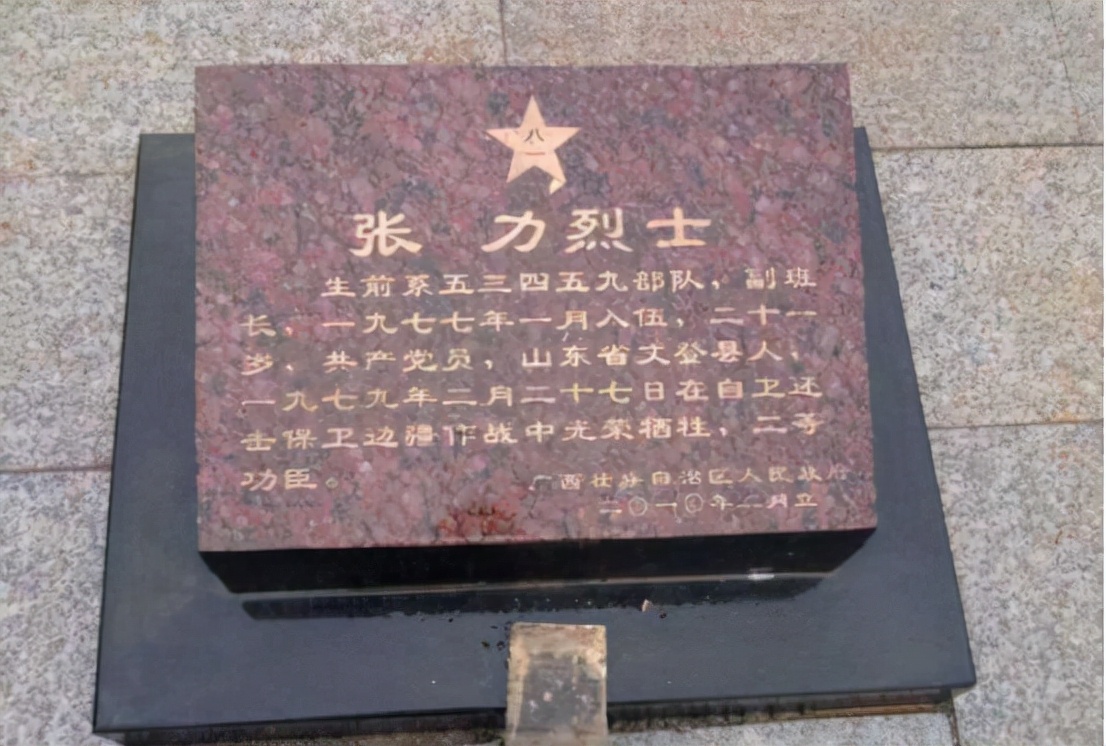 八一
张 力烈士
生前系五三四五九部队，副班
长，一九七七年一月入伍，二十一
岁，共产党员，山东省文登县人，
一九七九年二月二十七日在自卫还
击保卫边疆作战中光荣牺牲，二等
功臣。
广西壮族自治区人民政府
二〇一〇年二月立